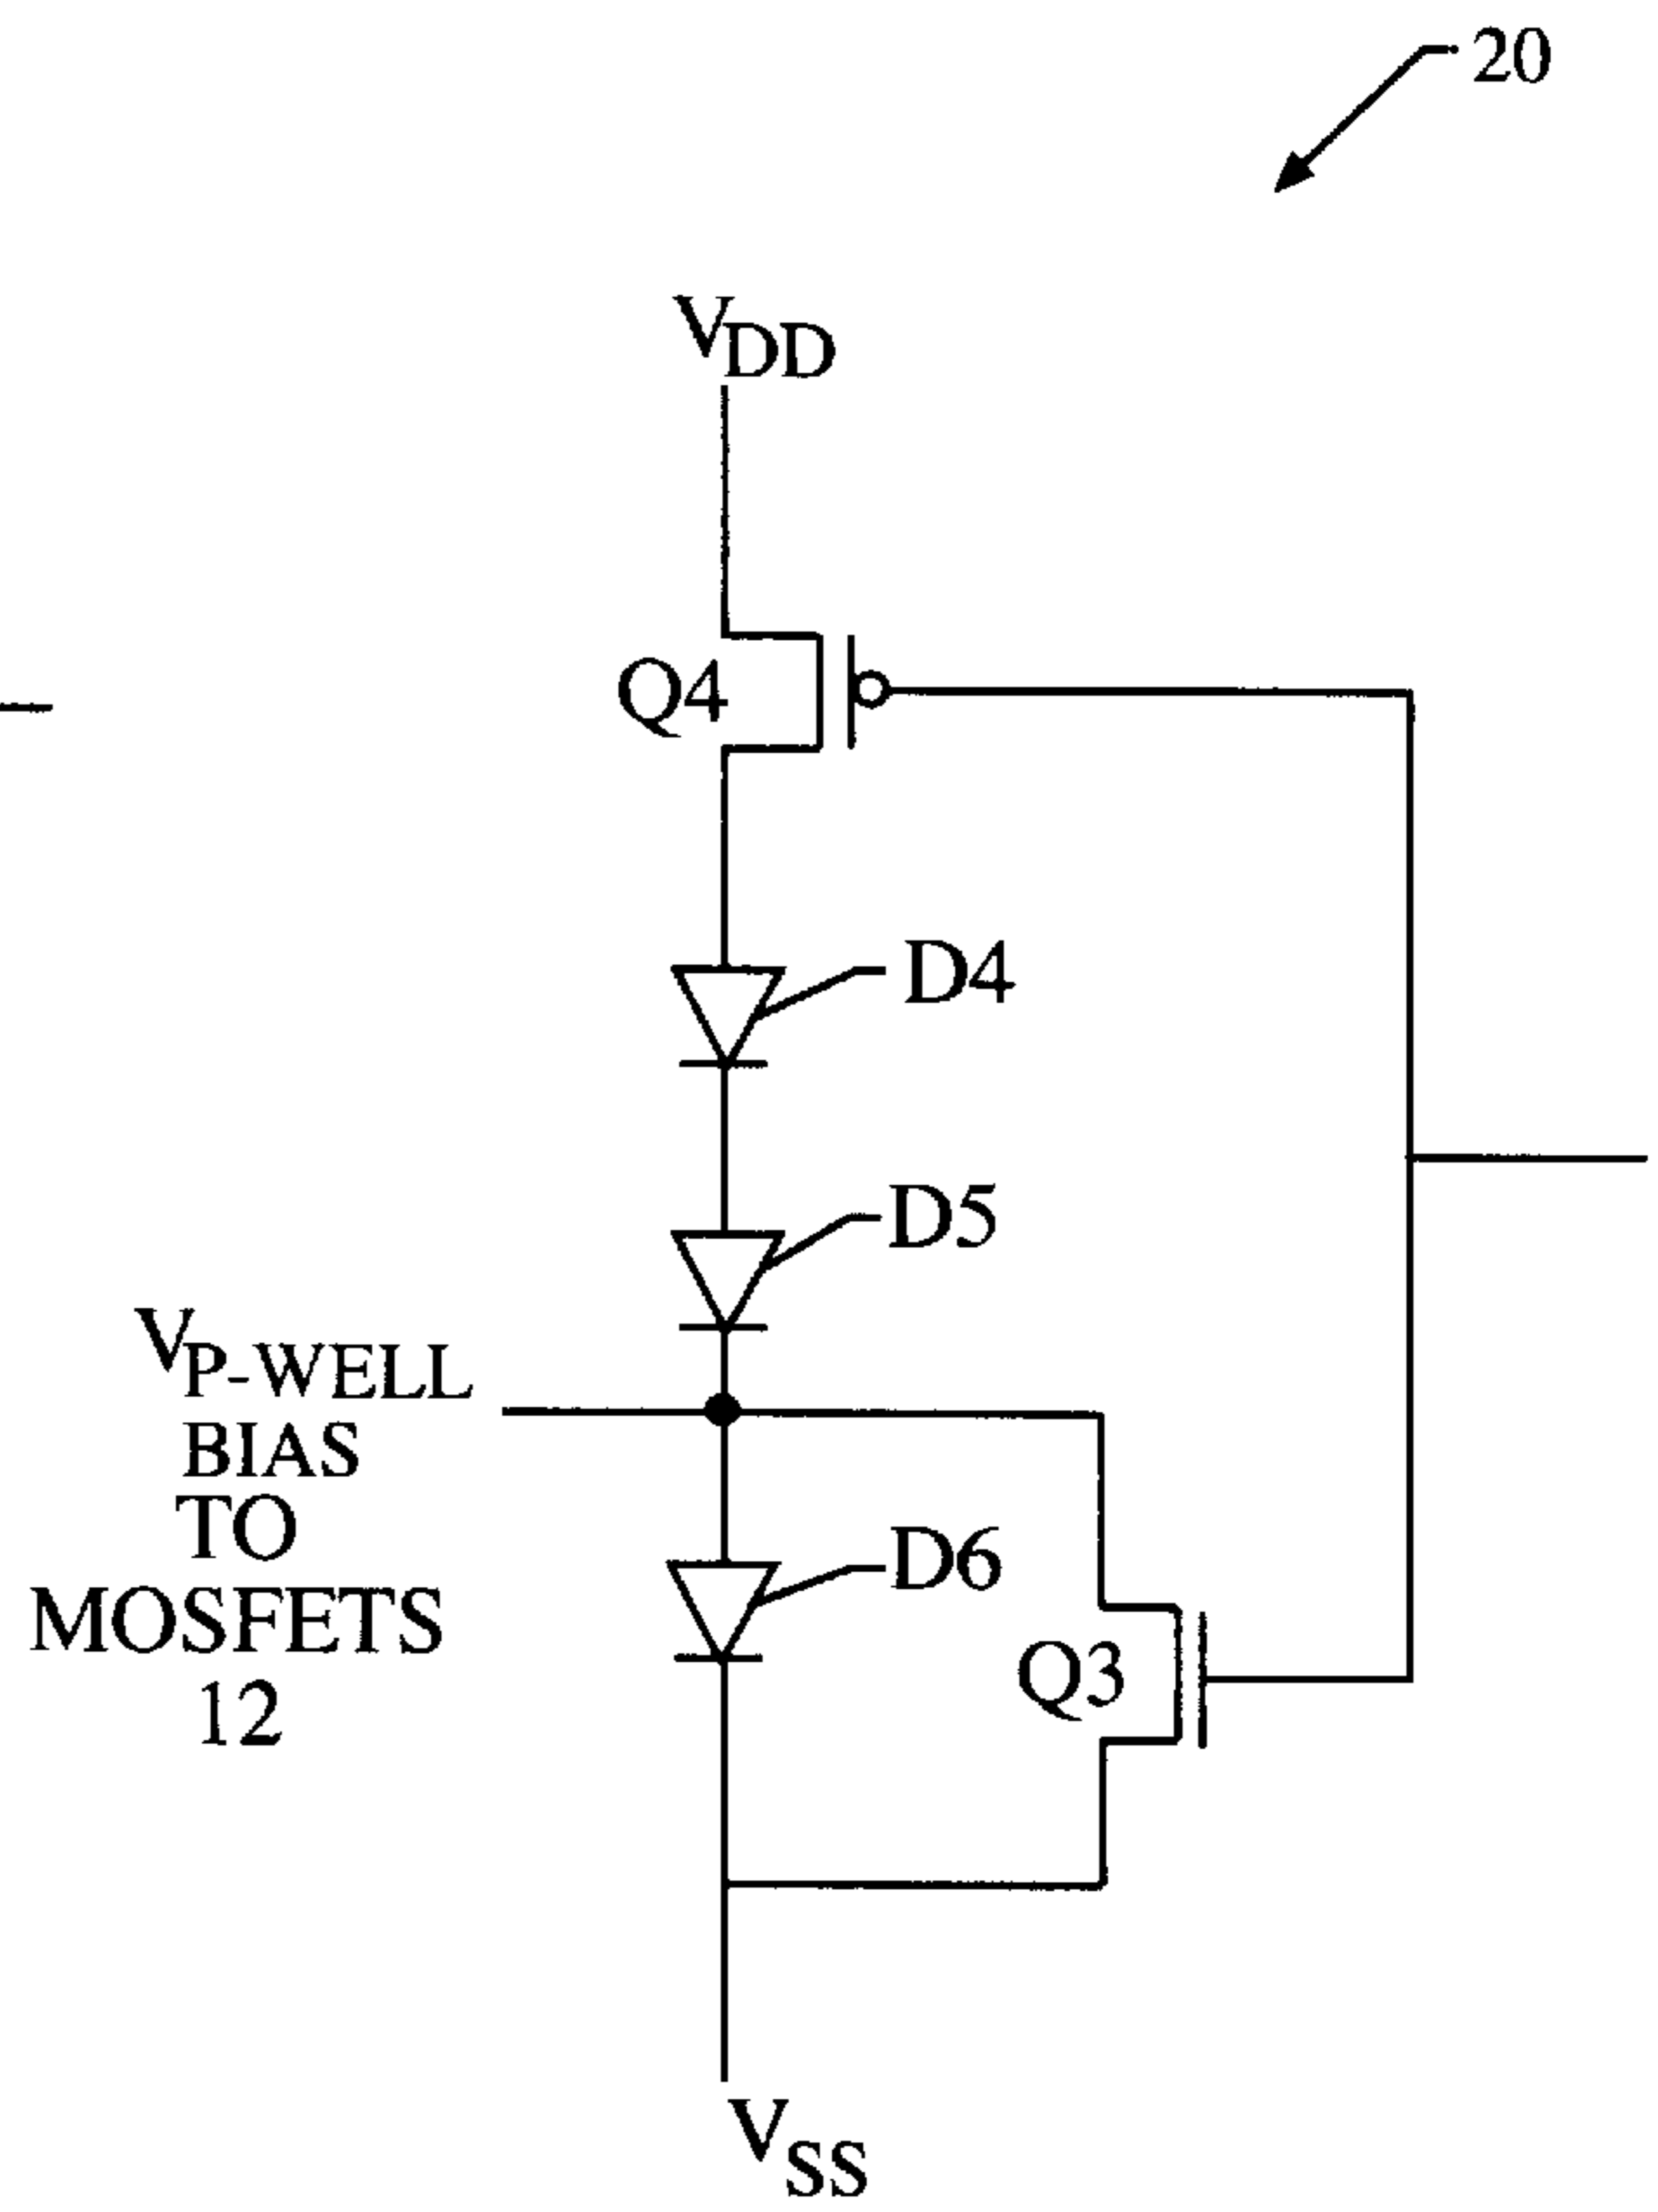 20
VDD
Q4
D4
D5
VP-WELL
BIAS
TO
MOSFETS
12
D6
Q3
VSS